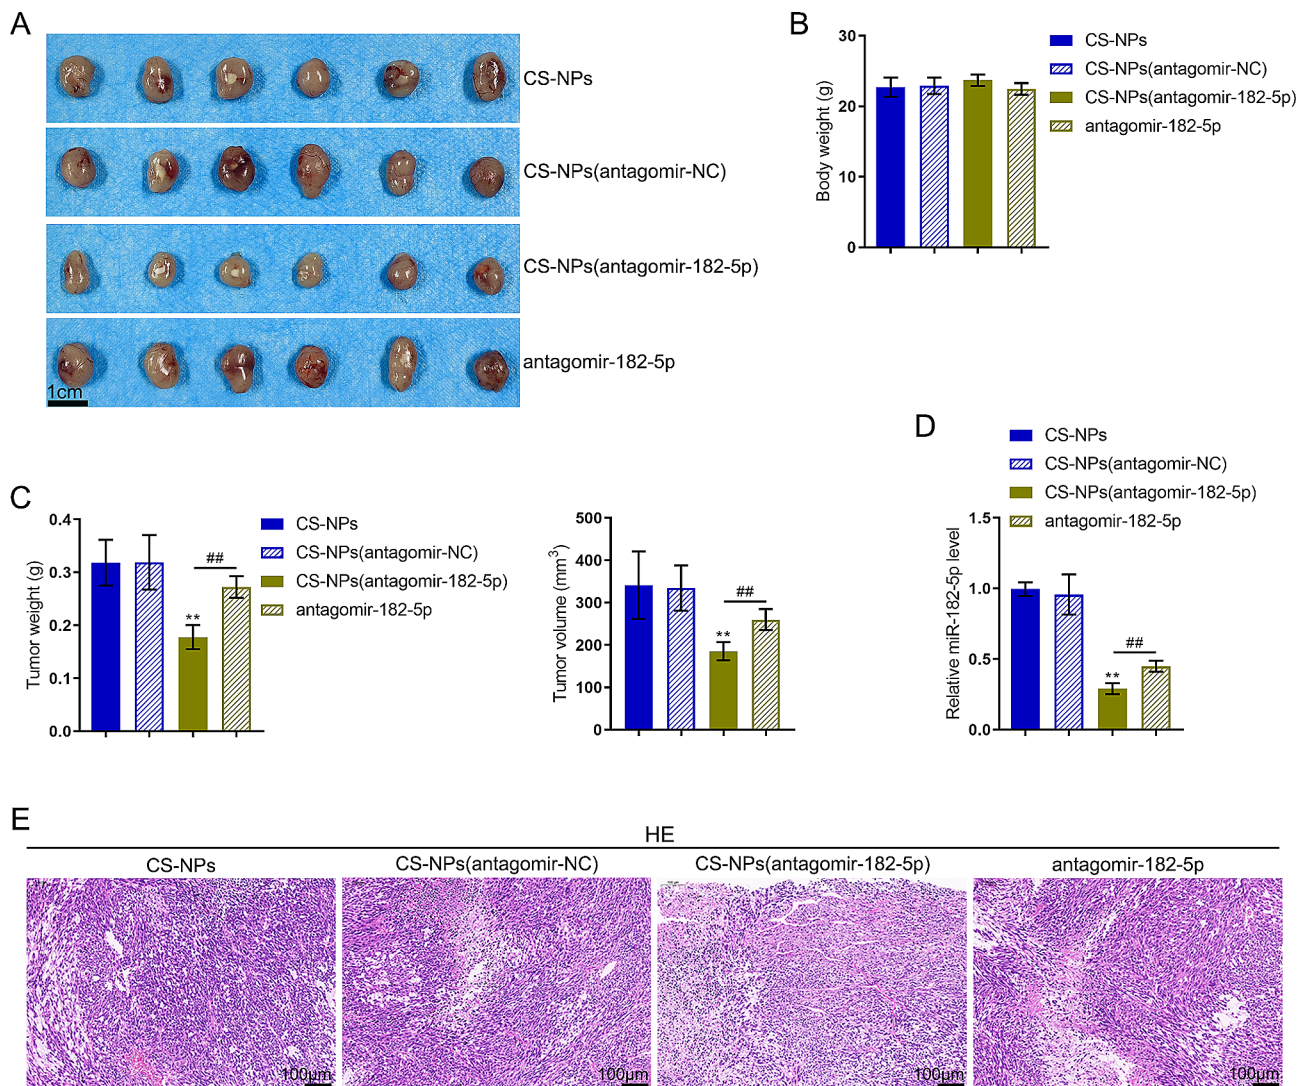 A
CS-NPs
CS-NPs(antagomir-NC)
CS-NPs(antagomir-182-5p)
antagomir-182-5p
1cm
B
Body weight (g)
30
20
10
0
CS-NPs
CS-NPs(antagomir-NC)
CS-NPs(antagomir-182-5p)
antagomir-182-5p
C
Tumor weight (g)
0.4
0.3
0.2
0.1
0.0
**
##
CS-NPs
CS-NPs(antagomir-NC)
CS-NPs(antagomir-182-5p)
antagomir-182-5p
Tumor volume (mm³)
500
400
300
200
100
0
**
##
D
CS-NPs
CS-NPs(antagomir-NC)
CS-NPs(antagomir-182-5p)
antagomir-182-5p
Relative miR-182-5p level
1.5
1.0
0.5
0.0
**
##
E
HE
CS-NPs
CS-NPs(antagomir-NC)
CS-NPs(antagomir-182-5p)
antagomir-182-5p
100μm
100μm
100μm
100μm